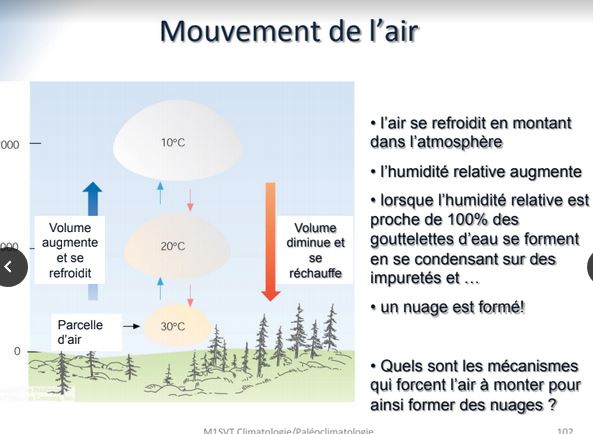 Mouvement de l’air
2000
10°C
Volume
augmente
et se
refroidit
20°C
Volume
diminue et
se
réchauffe
Parcelle
d’air
30°C
0
• l’air se refroidit en montant
dans l’atmosphère
• l’humidité relative augmente
• lorsque l’humidité relative est
proche de 100% des
gouttelettes d’eau se forment
en se condensant sur des
impuretés et …
• un nuage est formé!
• Quels sont les mécanismes
qui forcent l’air à monter pour
ainsi former des nuages ?
M1SVT Climatologie/Paléoclimatologie
102